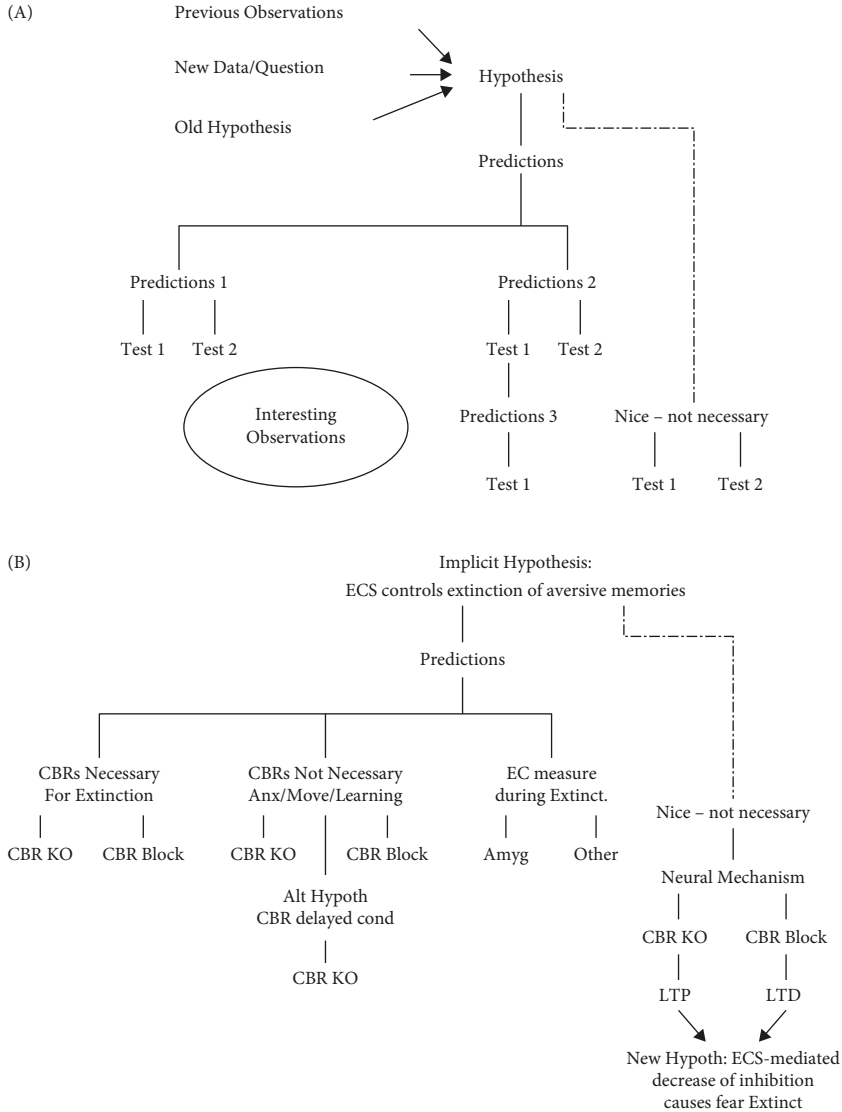 (A)
Previous Observations
New Data/Question
Hypothesis
Old Hypothesis
Predictions
Predictions 1
Predictions 2
Test 1
Test 2
Test 1
Test 2
Interesting
Observations
Predictions 3
Nice – not necessary
Test 1
Test 1
Test 2
(B)
Implicit Hypothesis:
ECS controls extinction of aversive memories
Predictions
CBRs Necessary
For Extinction
CBRs Not Necessary
Anx/Move/Learning
EC measure
during Extinct.
Nice – not necessary
CBR KO
CBR Block
CBR KO
CBR Block
Amyg
Other
Neural Mechanism
Alt Hypoth
CBR delayed cond
CBR KO
CBR Block
CBR KO
LTP
LTD
New Hypoth: ECS-mediated
decrease of inhibition
causes fear Extinct